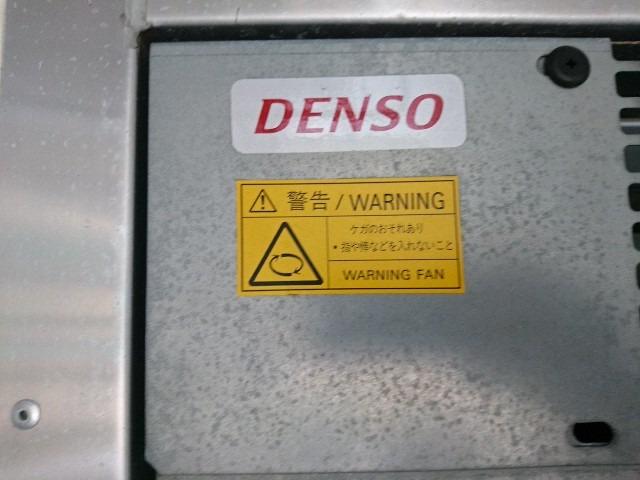 DENSO
警告 / WARNING
ケガのおそれあり
・指や棒などを入れないこと
WARNING FAN